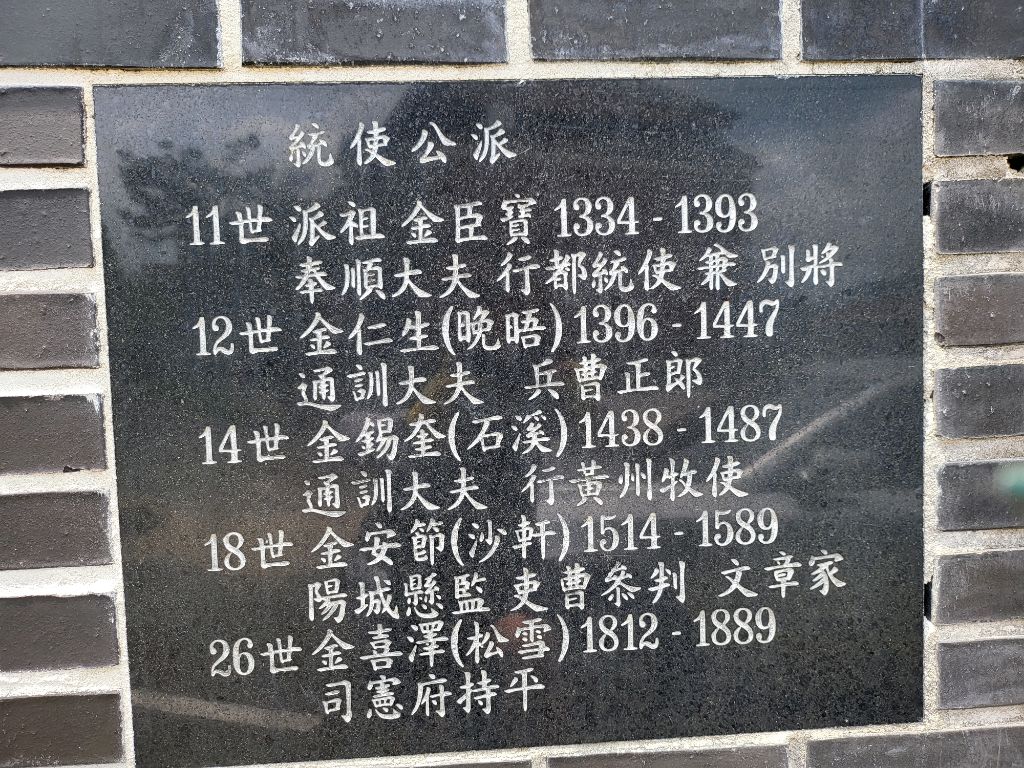 統使公派
11世 派祖 金臣寶 1334 - 1393
奉順大夫 行都統使 兼 別將
12世 金仁生(晩晤) 1396 - 1447
通訓大夫 兵曹正郎
14世 金錫奎(石溪) 1438 - 1487
通訓大夫 行黃州牧使
18世 金安節(沙軒) 1514 - 1589
陽城懸監 吏曹叅判 文章家
26世 金喜澤(松雪) 1812 - 1889
司憲府持平